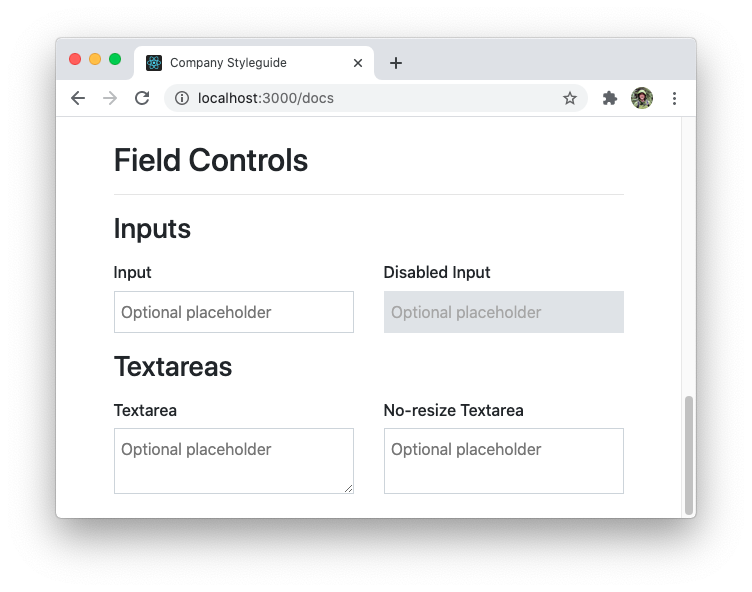 Company Styleguide
localhost:3000/docs
Field Controls
Inputs
Input
Disabled Input
Optional placeholder
Optional placeholder
Textareas
Textarea
No-resize Textarea
Optional placeholder
Optional placeholder